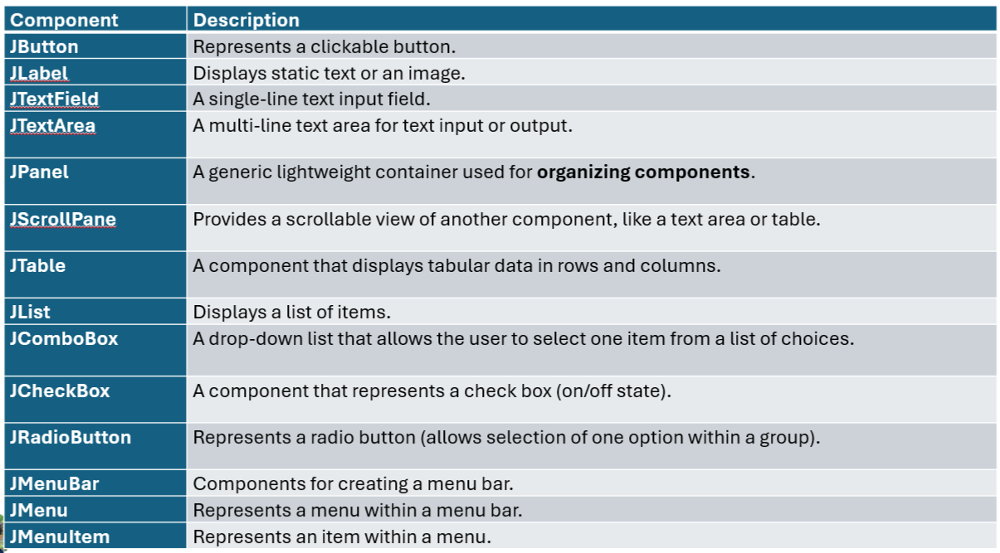 Component Description
JButton Represents a clickable button.
JLabel Displays static text or an image.
JTextField A single-line text input field.
JTextArea A multi-line text area for text input or output.
JPanel A generic lightweight container used for organizing components.
JScrollPane Provides a scrollable view of another component, like a text area or table.
JTable A component that displays tabular data in rows and columns.
JList Displays a list of items.
JComboBox A drop-down list that allows the user to select one item from a list of choices.
JCheckBox A component that represents a check box (on/off state).
JRadioButton Represents a radio button (allows selection of one option within a group).
JMenuBar Components for creating a menu bar.
JMenu Represents a menu within a menu bar.
JMenuItem Represents an item within a menu.